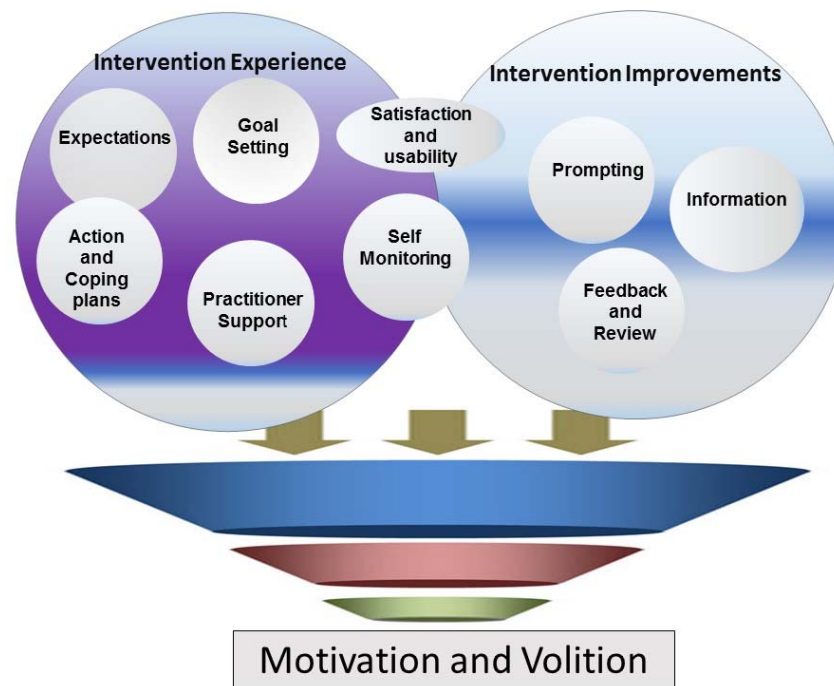 Intervention Experience
Expectations
Goal
Setting
Satisfaction
and
usability
Action
and
Coping
plans
Practitioner
Support
Self
Monitoring
Intervention Improvements
Prompting
Information
Feedback
and
Review
Motivation and Volition